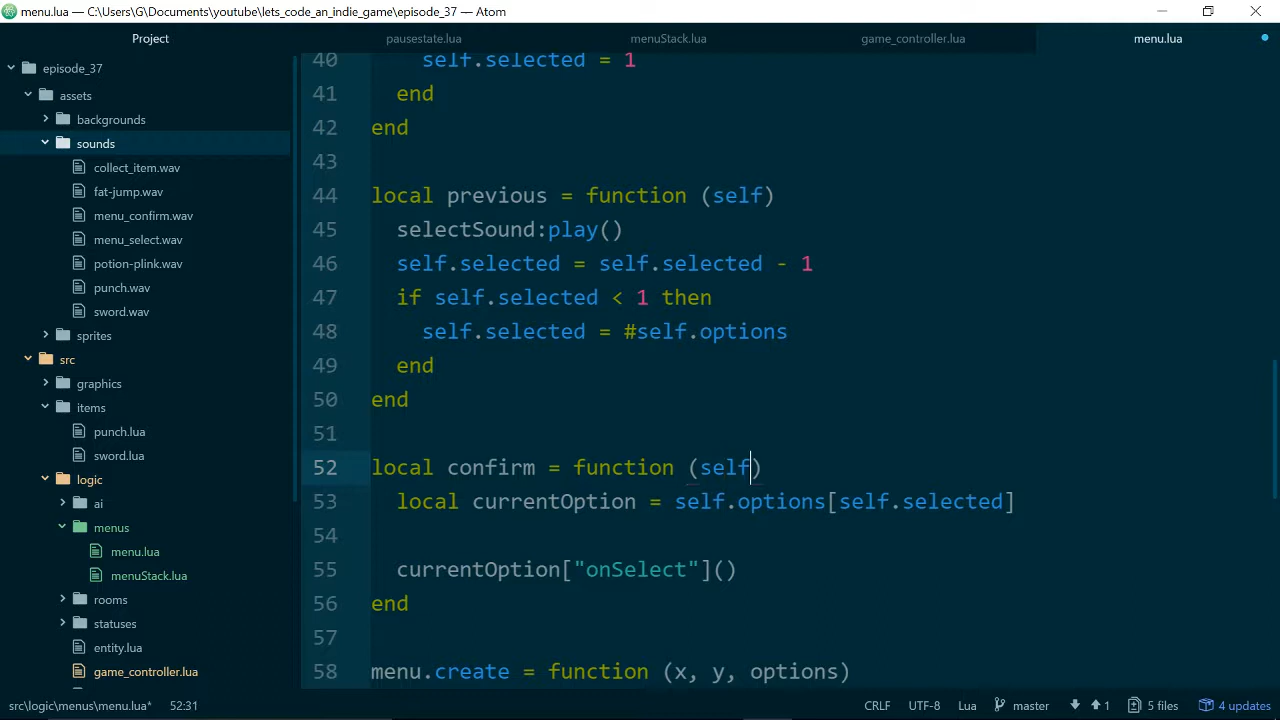 menu.lua — C:\Users\G\Documents\youtube\lets_code_an_indie_game\episode_37 — Atom
Project
pausestate.lua
menuStack.lua
game_controller.lua
menu.lua
episode_37
assets
backgrounds
sounds
collect_item.wav
fat-jump.wav
menu_confirm.wav
menu_select.wav
potion-plink.wav
punch.wav
sword.wav
sprites
src
graphics
items
punch.lua
sword.lua
logic
ai
menus
menu.lua
menuStack.lua
rooms
statuses
entity.lua
game_controller.lua
40 self.selected = 1
41 end
42 end
43
44 local previous = function (self)
45 selectSound:play()
46 self.selected = self.selected - 1
47 if self.selected < 1 then
48 self.selected = #self.options
49 end
50 end
51
52 local confirm = function (self)
53 local currentOption = self.options[self.selected]
54
55 currentOption["onSelect"]()
56 end
57
58 menu.create = function (x, y, options)
src\logic\menus\menu.lua* 52:31
CRLF UTF-8 Lua master 1 5 files 4 updates